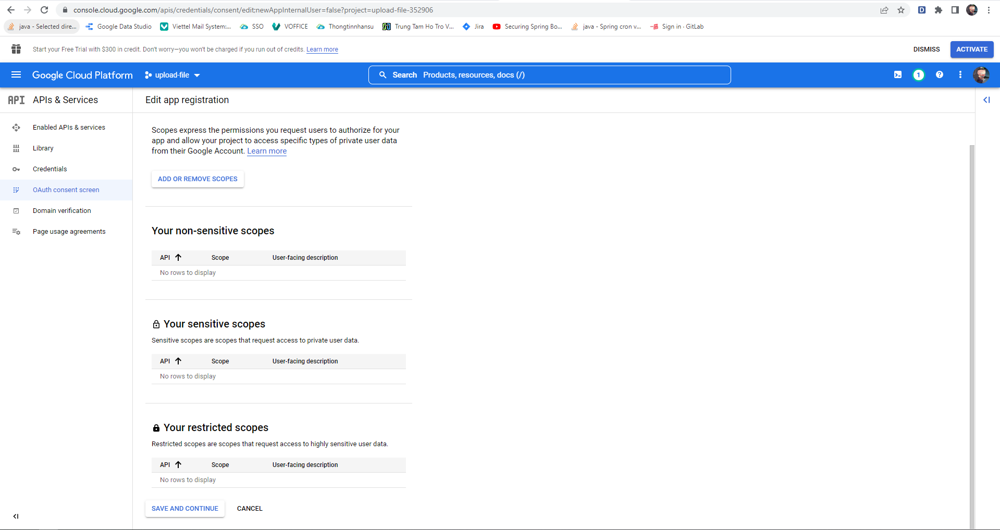 console.cloud.google.com/apis/credentials/consent/edit;newAppInternalUser=false?project=upload-file-352906
D
java - Selected dire... Google Data Studio Viettel Mail System:... SSO VOFFICE Thongtinnhansu Trung Tam Ho Tro V... Jira Securing Spring Bo... java - Spring cron v... Sign in · GitLab
Start your Free Trial with $300 in credit. Don't worry—you won't be charged if you run out of credits. Learn more
DISMISS ACTIVATE
Google Cloud Platform upload-file Search Products, resources, docs (/) 1
API APIs & Services Edit app registration
Enabled APIs & services
Library
Credentials
OAuth consent screen
Domain verification
Page usage agreements
Scopes express the permissions you request users to authorize for your
app and allow your project to access specific types of private user data
from their Google Account. Learn more
ADD OR REMOVE SCOPES
Your non-sensitive scopes
API Scope User-facing description
No rows to display
Your sensitive scopes
Sensitive scopes are scopes that request access to private user data.
API Scope User-facing description
No rows to display
Your restricted scopes
Restricted scopes are scopes that request access to highly sensitive user data.
API Scope User-facing description
No rows to display
SAVE AND CONTINUE CANCEL